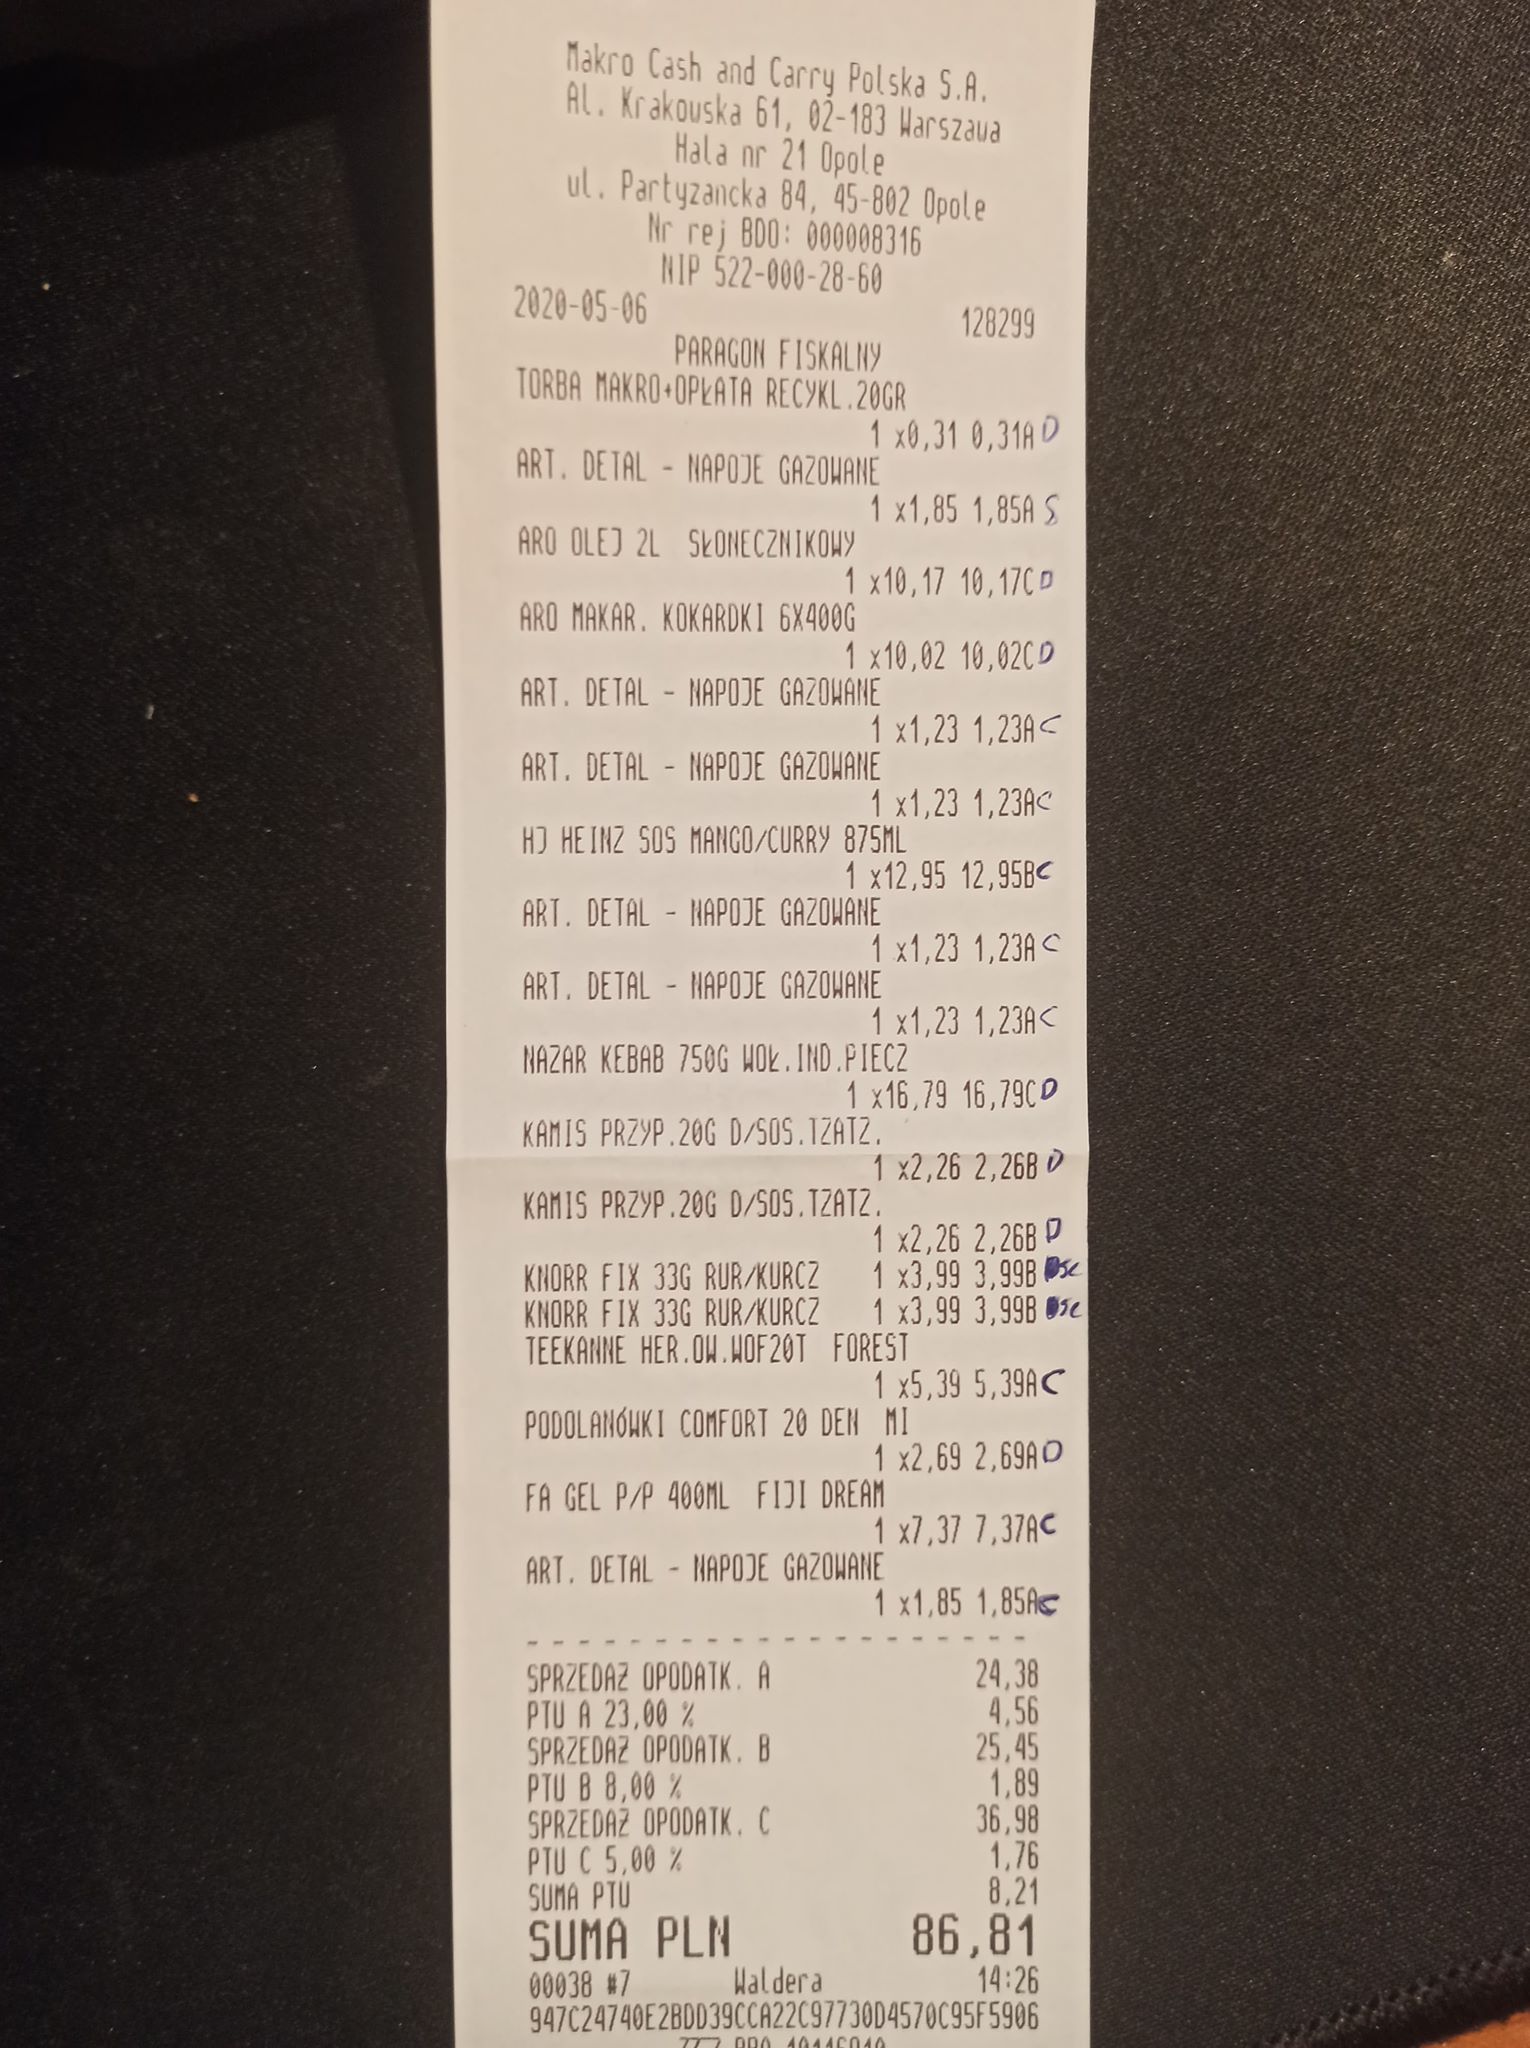 Makro Cash and Carry Polska S.A.
Al. Krakowska 61, 02-183 Warszawa
Hala nr 21 Opole
ul. Partyzancka 84, 45-802 Opole
Nr rej BDO: 000008316
NIP 522-000-28-60
2020-05-06 128299
PARAGON FISKALNY
TORBA MAKRO+OPŁATA RECYKL.20GR
1 x0,31 0,31A D
ART. DETAL - NAPOJE GAZOWANE
1 x1,85 1,85A S
ARO OLEJ 2L SŁONECZNIKOWY
1 x10,17 10,17C D
ARO MAKAR. KOKARDKI 6X400G
1 x10,02 10,02C D
ART. DETAL - NAPOJE GAZOWANE
1 x1,23 1,23A C
ART. DETAL - NAPOJE GAZOWANE
1 x1,23 1,23A C
HJ HEINZ SOS MANGO/CURRY 875ML
1 x12,95 12,95B C
ART. DETAL - NAPOJE GAZOWANE
1 x1,23 1,23A C
ART. DETAL - NAPOJE GAZOWANE
1 x1,23 1,23A C
NAZAR KEBAB 750G WOŁ.IND.PIECZ
1 x16,79 16,79C D
KAMIS PRZYP.20G D/SOS.TZATZ.
1 x2,26 2,26B D
KAMIS PRZYP.20G D/SOS.TZATZ.
1 x2,26 2,26B D
KNORR FIX 33G RUR/KURCZ 1 x3,99 3,99B SC
KNORR FIX 33G RUR/KURCZ 1 x3,99 3,99B SC
TEEKANNE HER.OW.WOF20T FOREST
1 x5,39 5,39A C
PODOLANÓWKI COMFORT 20 DEN MI
1 x2,69 2,69A D
FA GEL P/P 400ML FIJI DREAM
1 x7,37 7,37A C
ART. DETAL - NAPOJE GAZOWANE
1 x1,85 1,85A C
- - - - - - - - - - - - - - - - - - - -
SPRZEDAŻ OPODATK. A 24,38
PTU A 23,00 % 4,56
SPRZEDAŻ OPODATK. B 25,45
PTU B 8,00 % 1,89
SPRZEDAŻ OPODATK. C 36,98
PTU C 5,00 % 1,76
SUMA PTU 8,21
SUMA PLN 86,81
00038 #7 Waldera 14:26
947C24740E2BDD39CCA22C97730D4570C95F5906